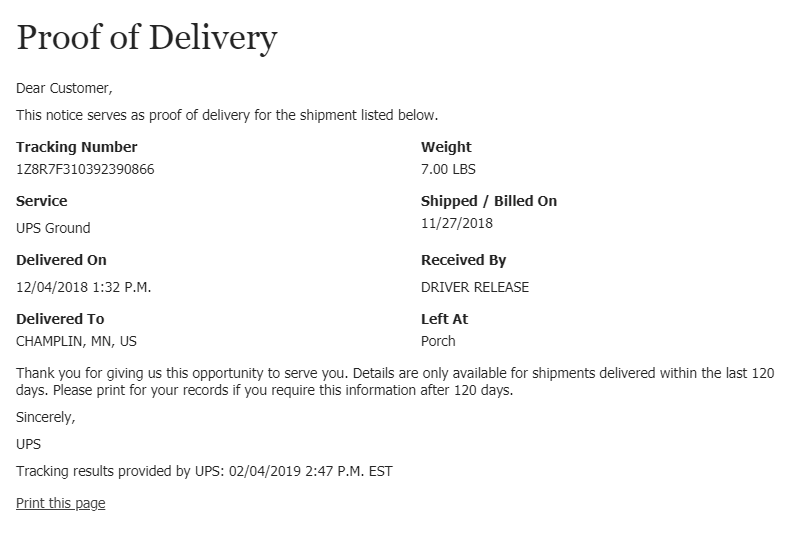 Proof of Delivery
Dear Customer,
This notice serves as proof of delivery for the shipment listed below.
Tracking Number
1Z8R7F310392390866
Weight
7.00 LBS
Service
UPS Ground
Shipped / Billed On
11/27/2018
Delivered On
12/04/2018 1:32 P.M.
Received By
DRIVER RELEASE
Delivered To
CHAMPLIN, MN, US
Left At
Porch
Thank you for giving us this opportunity to serve you. Details are only available for shipments delivered within the last 120
days. Please print for your records if you require this information after 120 days.
Sincerely,
UPS
Tracking results provided by UPS: 02/04/2019 2:47 P.M. EST
Print this page